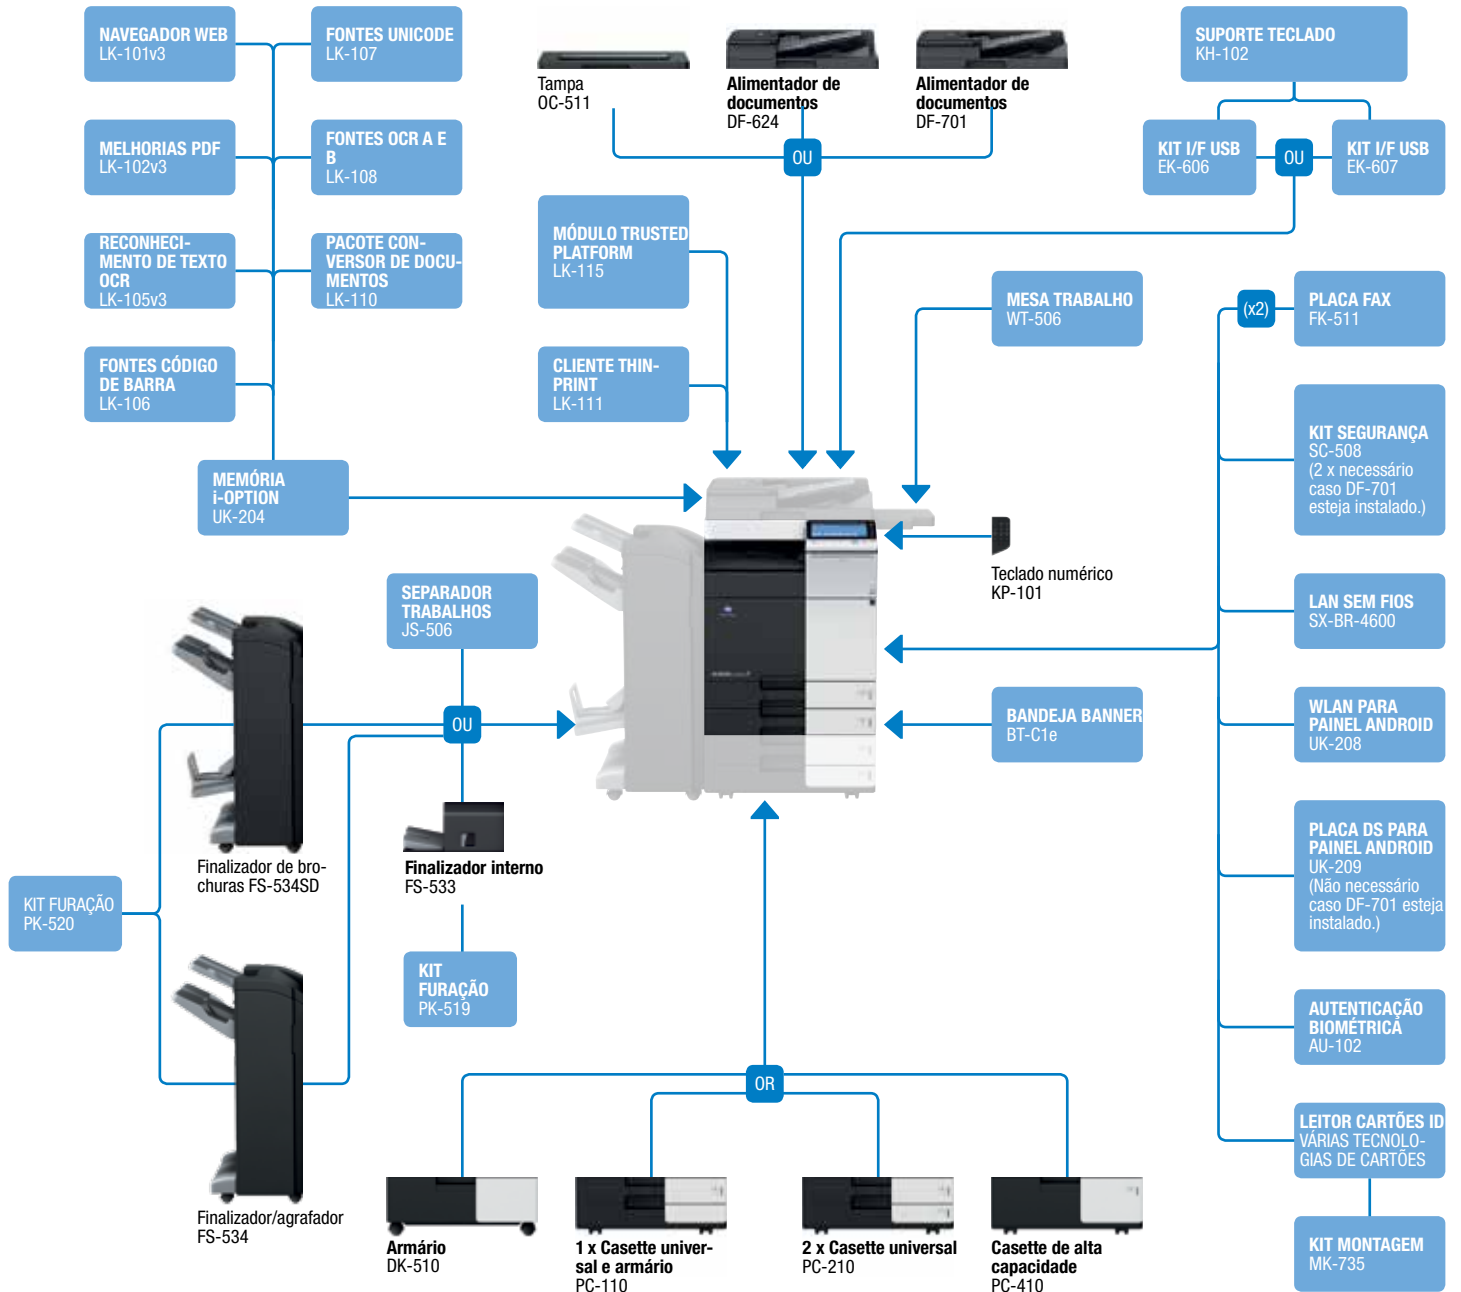 NAVEGADOR WEB
LK-101v3
FONTES UNICODE
LK-107
MELHORIAS PDF
LK-102v3
FONTES OCR A E
B
LK-108
RECONHECI-
MENTO DE TEXTO
OCR
LK-105v3
PACOTE CON-
VERSOR DE DOCU-
MENTOS
LK-110
FONTES CÓDIGO
DE BARRA
LK-106
MEMÓRIA
i-OPTION
UK-204
Tampa
OC-511
Alimentador de
documentos
DF-624
Alimentador de
documentos
DF-701
OU
MÓDULO TRUSTED
PLATFORM
LK-115
CLIENTE THIN-
PRINT
LK-111
SUPORTE TECLADO
KH-102
KIT I/F USB
EK-606
OU
KIT I/F USB
EK-607
MESA TRABALHO
WT-506
(x2)
PLACA FAX
FK-511
KIT SEGURANÇA
SC-508
(2 x necessário
caso DF-701
esteja instalado.)
Teclado numérico
KP-101
LAN SEM FIOS
SX-BR-4600
BANDEJA BANNER
BT-C1e
WLAN PARA
PAINEL ANDROID
UK-208
PLACA DS PARA
PAINEL ANDROID
UK-209
(Não necessário
caso DF-701 esteja
instalado.)
AUTENTICAÇÃO
BIOMÉTRICA
AU-102
LEITOR CARTÕES ID
VÁRIAS TECNOLO-
GIAS DE CARTÕES
KIT MONTAGEM
MK-735
SEPARADOR
TRABALHOS
JS-506
OU
Finalizador de bro-
churas FS-534SD
Finalizador interno
FS-533
KIT FURAÇÃO
PK-520
KIT
FURAÇÃO
PK-519
Finalizador/agrafador
FS-534
OR
Armário
DK-510
1 x Casette univer-
sal e armário
PC-110
2 x Casette universal
PC-210
Casette de alta
capacidade
PC-410